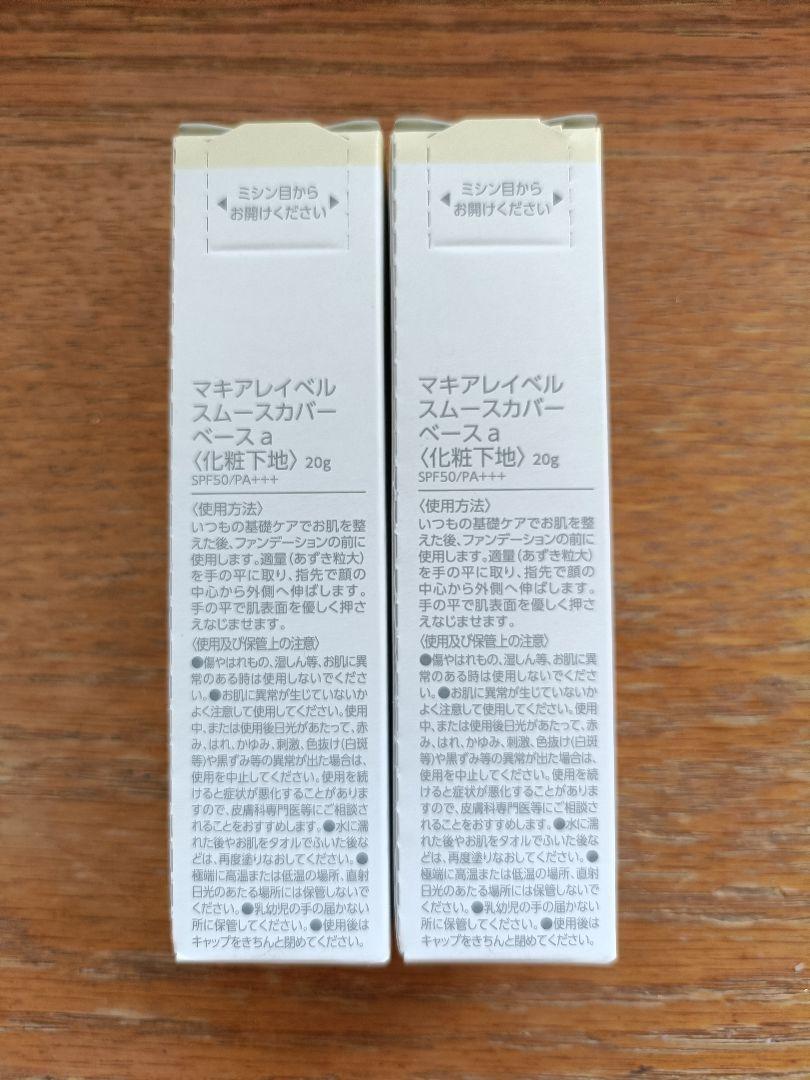 ミシン目から
お開けください
マキアレイベル
スムースカバー
ベース a
〈化粧下地〉 20g
SPF50/PA+++
〈使用方法〉
いつもの基礎ケアでお肌を整
えた後、ファンデーションの前に
使用します。適量（あずき粒大）
を手の平に取り、指先で顔の
中心から外側へ伸ばします。
手の平で肌表面を優しく押さ
えなじませます。
〈使用及び保管上の注意〉
●傷やはれもの、湿しん等、お肌に異
常のある時は使用しないでくださ
い。●お肌に異常が生じていないか
よく注意して使用してください。使用
中、または使用後日光があたって、赤
み、はれ、かゆみ、刺激、色抜け（白斑
等）や黒ずみ等の異常が出た場合は、
使用を中止してください。使用を続
けると症状が悪化することがありま
すので、皮膚科専門医等にご相談さ
れることをおすすめします。●水に濡
れた後やお肌をタオルでふいた後な
どは、再度塗りなおしてください。●
極端に高温または低温の場所、直射
日光のあたる場所には保管しないで
ください。●乳幼児の手の届かない
所に保管してください。●使用後は
キャップをきちんと閉めてください。
ミシン目から
お開けください
マキアレイベル
スムースカバー
ベース a
〈化粧下地〉 20g
SPF50/PA+++
〈使用方法〉
いつもの基礎ケアでお肌を整
えた後、ファンデーションの前に
使用します。適量（あずき粒大）
を手の平に取り、指先で顔の
中心から外側へ伸ばします。
手の平で肌表面を優しく押さ
えなじませます。
〈使用及び保管上の注意〉
●傷やはれもの、湿しん等、お肌に異
常のある時は使用しないでくださ
い。●お肌に異常が生じていないか
よく注意して使用してください。使用
中、または使用後日光があたって、赤
み、はれ、かゆみ、刺激、色抜け（白斑
等）や黒ずみ等の異常が出た場合は、
使用を中止してください。使用を続
けると症状が悪化することがありま
すので、皮膚科専門医等にご相談さ
れることをおすすめします。●水に濡
れた後やお肌をタオルでふいた後な
どは、再度塗りなおしてください。●
極端に高温または低温の場所、直射
日光のあたる場所には保管しないで
ください。●乳幼児の手の届かない
所に保管してください。●使用後は
キャップをきちんと閉めてください。